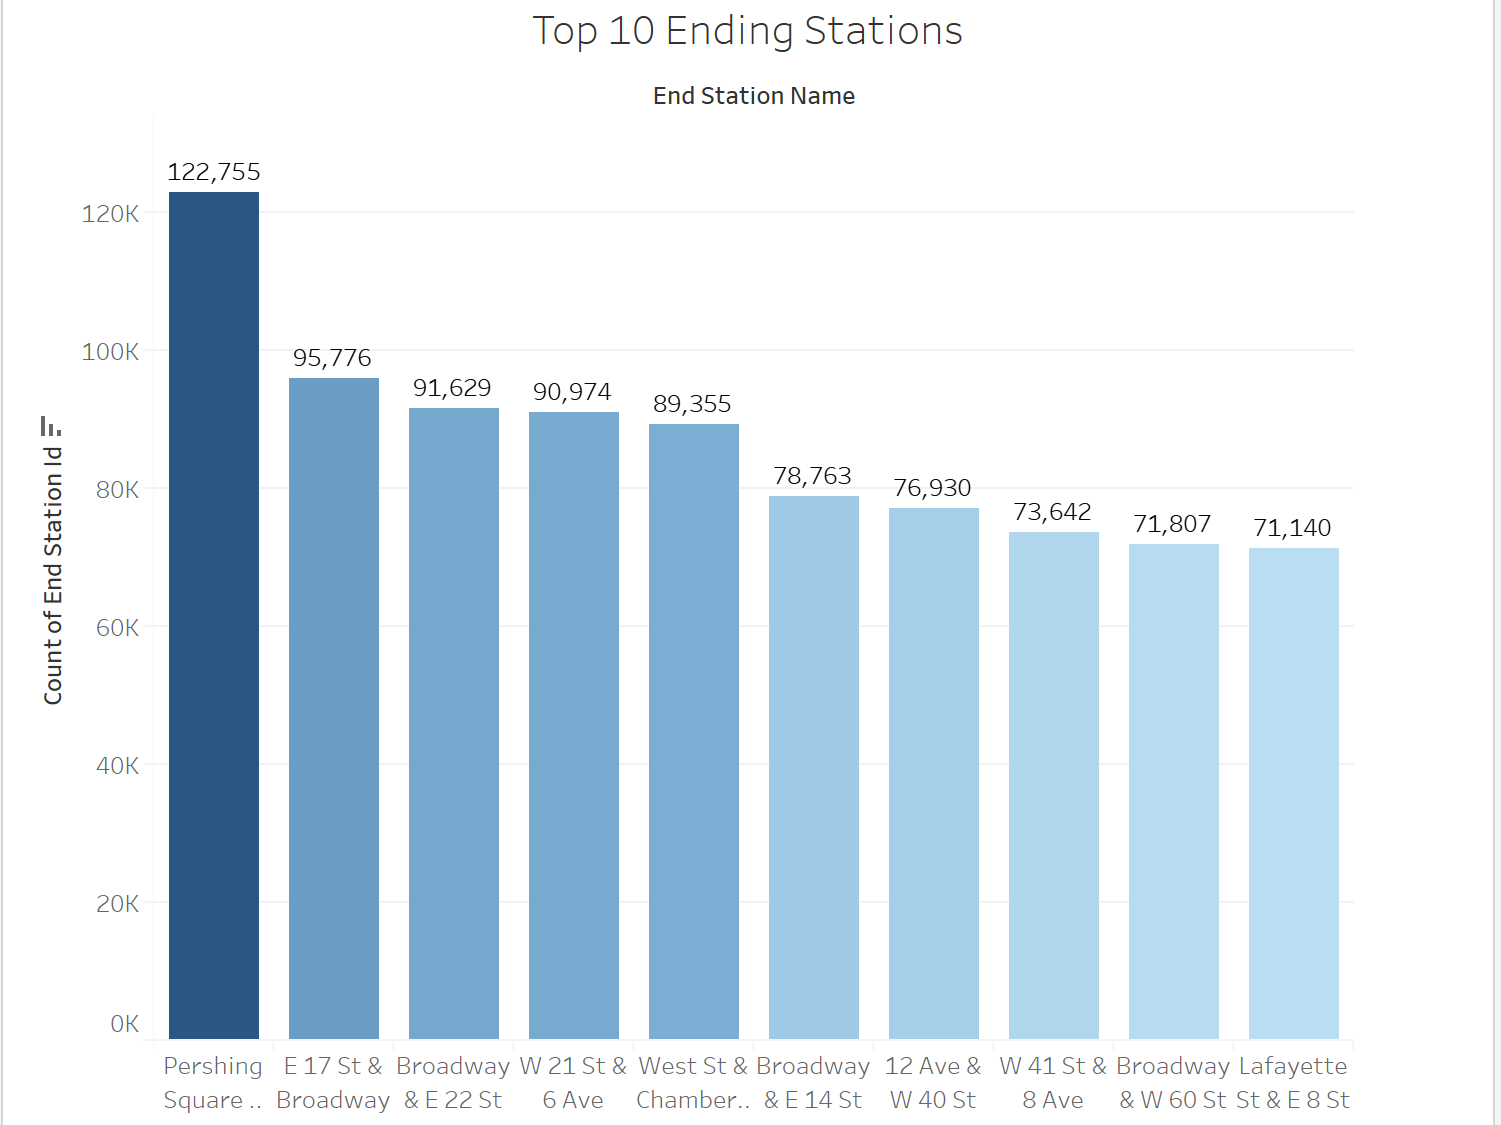 Top 10 Ending Stations
End Station Name
Count of End Station Id
120K
100K
80K
60K
40K
20K
0K
122,755
95,776
91,629
90,974
89,355
78,763
76,930
73,642
71,807
71,140
Pershing
Square ..
E 17 St &
Broadway
Broadway
& E 22 St
W 21 St &
6 Ave
West St &
Chamber..
Broadway
& E 14 St
12 Ave &
W 40 St
W 41 St &
8 Ave
Broadway
& W 60 St
Lafayette
St & E 8 St